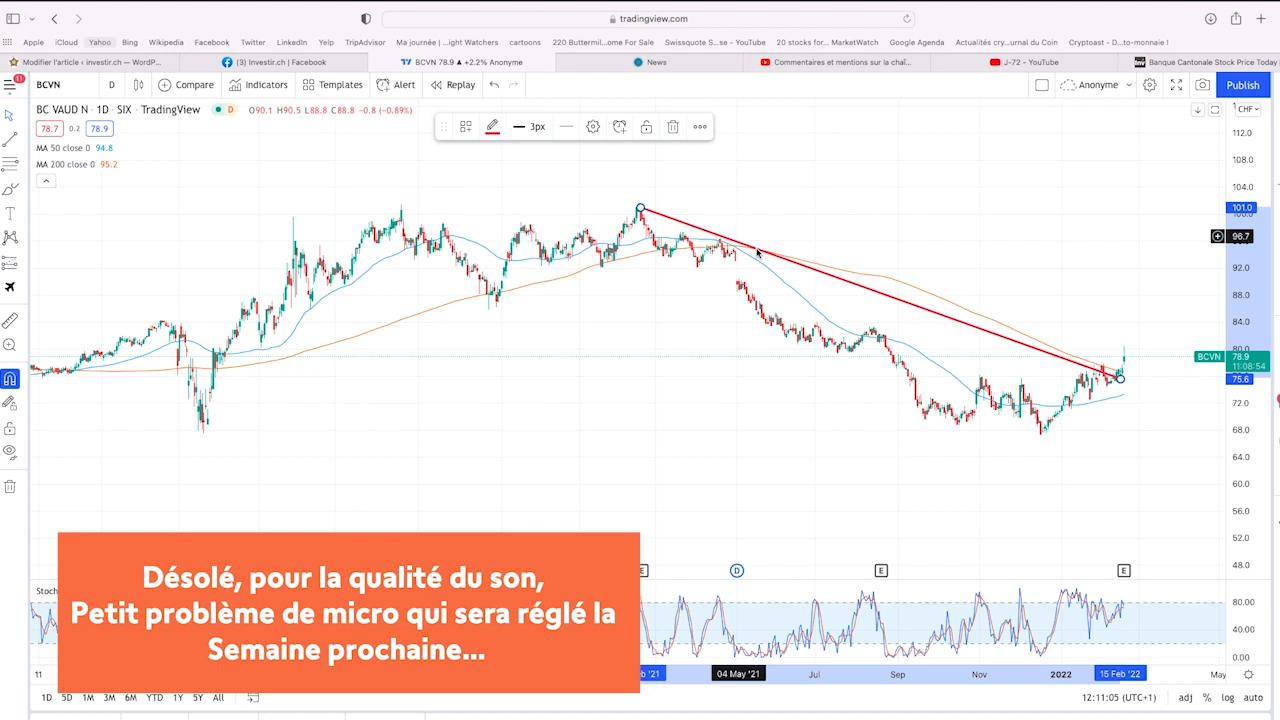 tradingview.com
Apple iCloud Yahoo Bing Wikipedia Facebook Twitter LinkedIn Yelp TripAdvisor Ma journée | ...ight Watchers cartoons 220 Buttermil...ome For Sale Swissquote S...se - YouTube 20 stocks for... MarketWatch Google Agenda Actualités cry...urnal du Coin Cryptoast - D...to-monnaie !
Modifier l'article ‹ investir.ch — WordP... (3) Investir.ch | Facebook BCVN 78.9 ▲ +2.2% Anonyme News Commentaires et mentions sur la chaî... J-72 - YouTube Banque Cantonale Stock Price Today |
11 BCVN D Compare Indicators Templates Alert Replay Anonyme Publish
BC VAUD N · 1D · SIX · TradingView D O90.1 H90.5 L88.8 C88.8 -0.8 (-0.89%)
CHF
78.7 0.2 78.9
3px
MA 50 close 0 94.8
MA 200 close 0 95.2
112.0
108.0
104.0
101.0
100.0
96.7
92.0
88.0
84.0
80.0
BCVN 78.9
11:08:54
75.6
72.0
68.0
64.0
60.0
56.0
52.0
48.0
E D E E
Stoch
80.00
40.00
0.00
Désolé, pour la qualité du son,
Petit problème de micro qui sera réglé la
Semaine prochaine...
11 '21 04 May '21 Jul Sep Nov 2022 15 Feb '22 May
1D 5D 1M 3M 6M YTD 1Y 5Y All 12:11:05 (UTC+1) adj % log auto